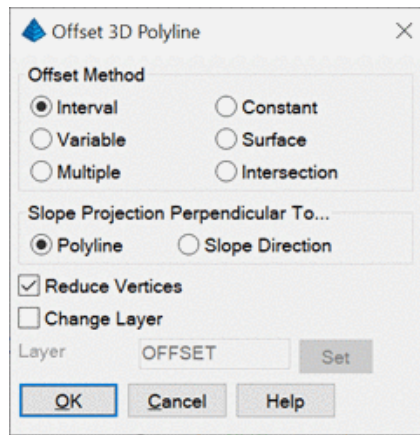 Offset 3D Polyline
Offset Method
Interval Constant
Variable Surface
Multiple Intersection
Slope Projection Perpendicular To...
Polyline Slope Direction
Reduce Vertices
Change Layer
Layer OFFSET Set
OK Cancel Help